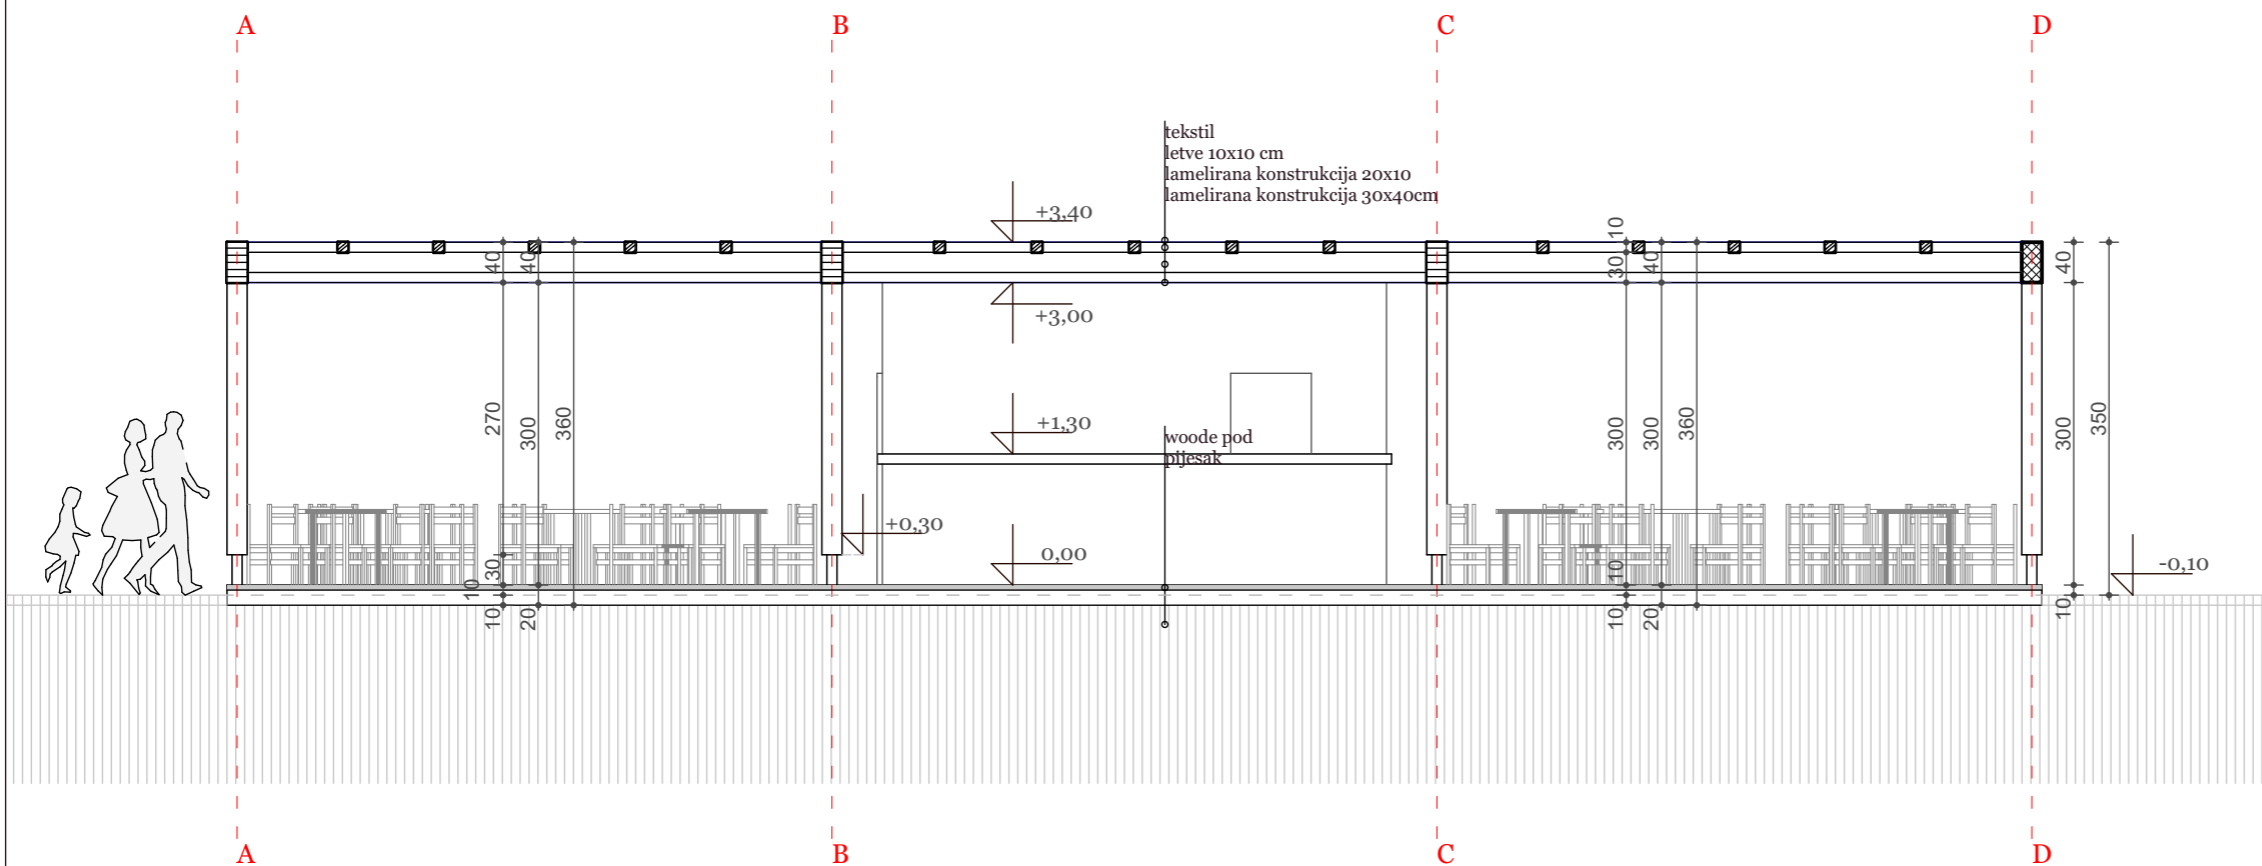 A
B
C
D
tekstil
letve 10x10 cm
lamelirana konstrukcija 20x10
lamelirana konstrukcija 30x40cm
+3,40
10
40
40
30
40
40
+3,00
270
300
360
+1,30
woode pod
pijesak
300
300
360
300
350
+0,30
0,00
-0,10
30
10
10
10
20
10
20
10
A
B
C
D